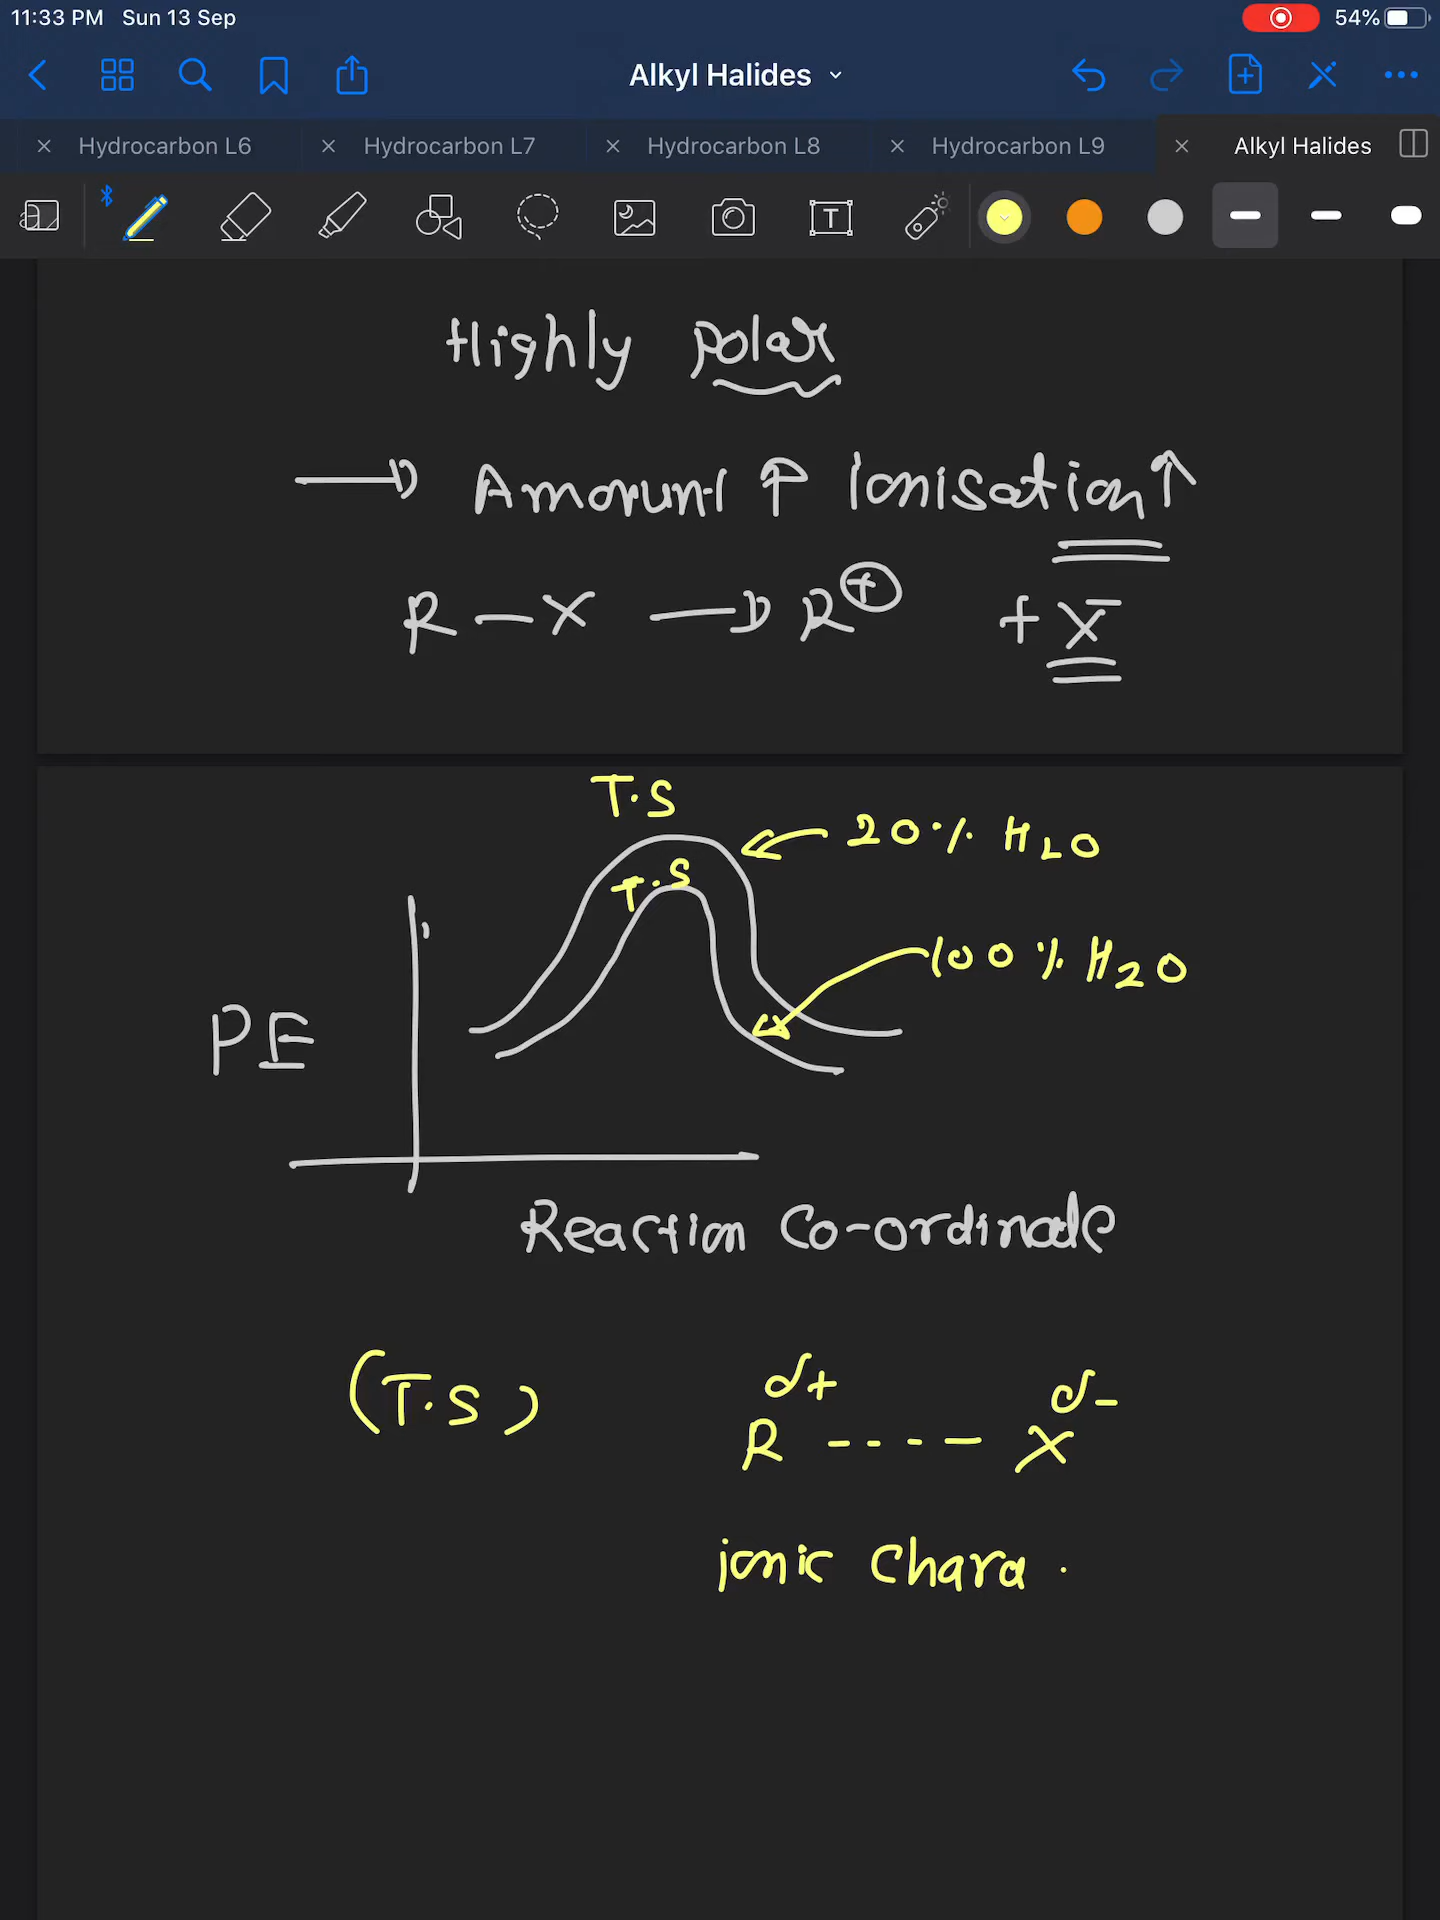 11:33 PM Sun 13 Sep 54%
Alkyl Halides
Hydrocarbon L6 Hydrocarbon L7 Hydrocarbon L8 Hydrocarbon L9 Alkyl Halides
Highly polar
→ Amount ↑ Ionisation ↑
R - X → R⊕ + X⁻
T.S
20% H2O
T.S
100% H2O
PE
Reaction Co-ordinate
(T.S) δ+ δ-
R ---- X
ionic Chara.